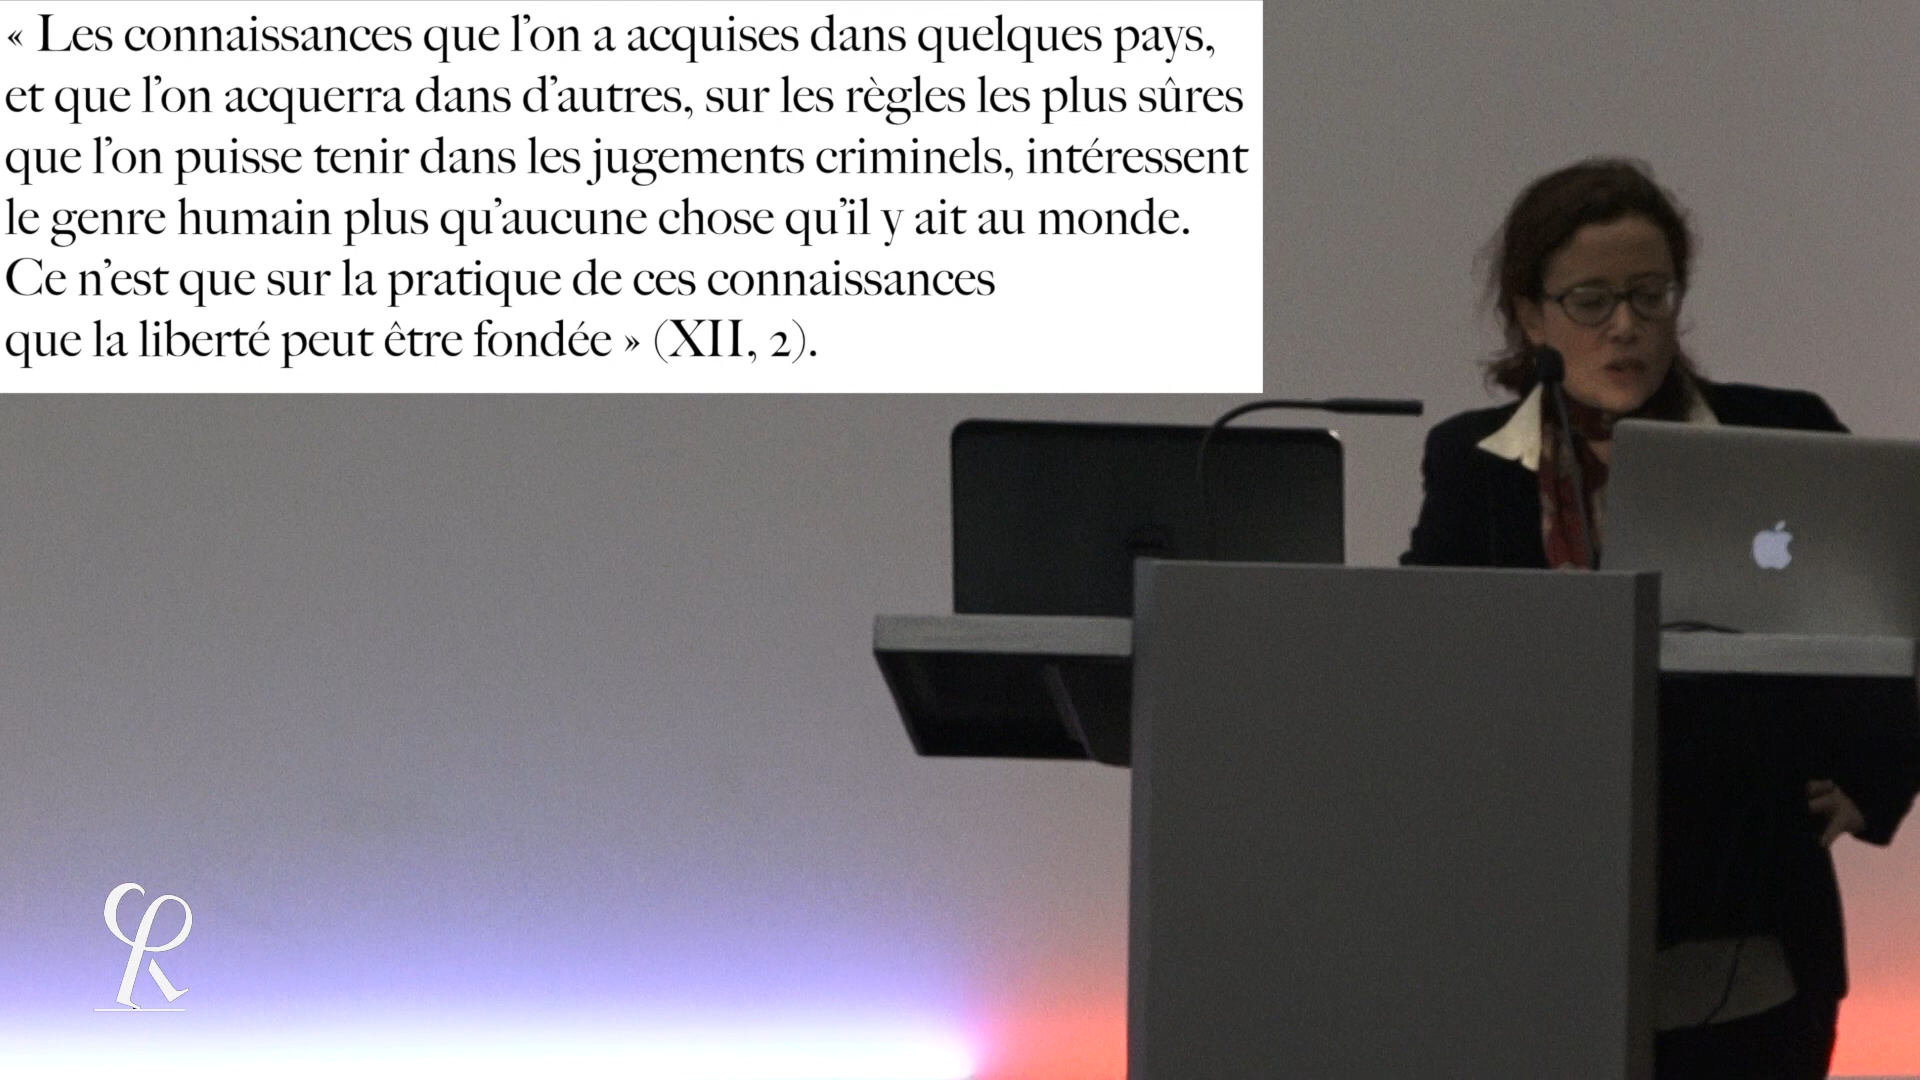 « Les connaissances que l’on a acquises dans quelques pays,
et que l’on acquerra dans d’autres, sur les règles les plus sûres
que l’on puisse tenir dans les jugements criminels, intéressent
le genre humain plus qu’aucune chose qu’il y ait au monde.
Ce n’est que sur la pratique de ces connaissances
que la liberté peut être fondée » (XII, 2).